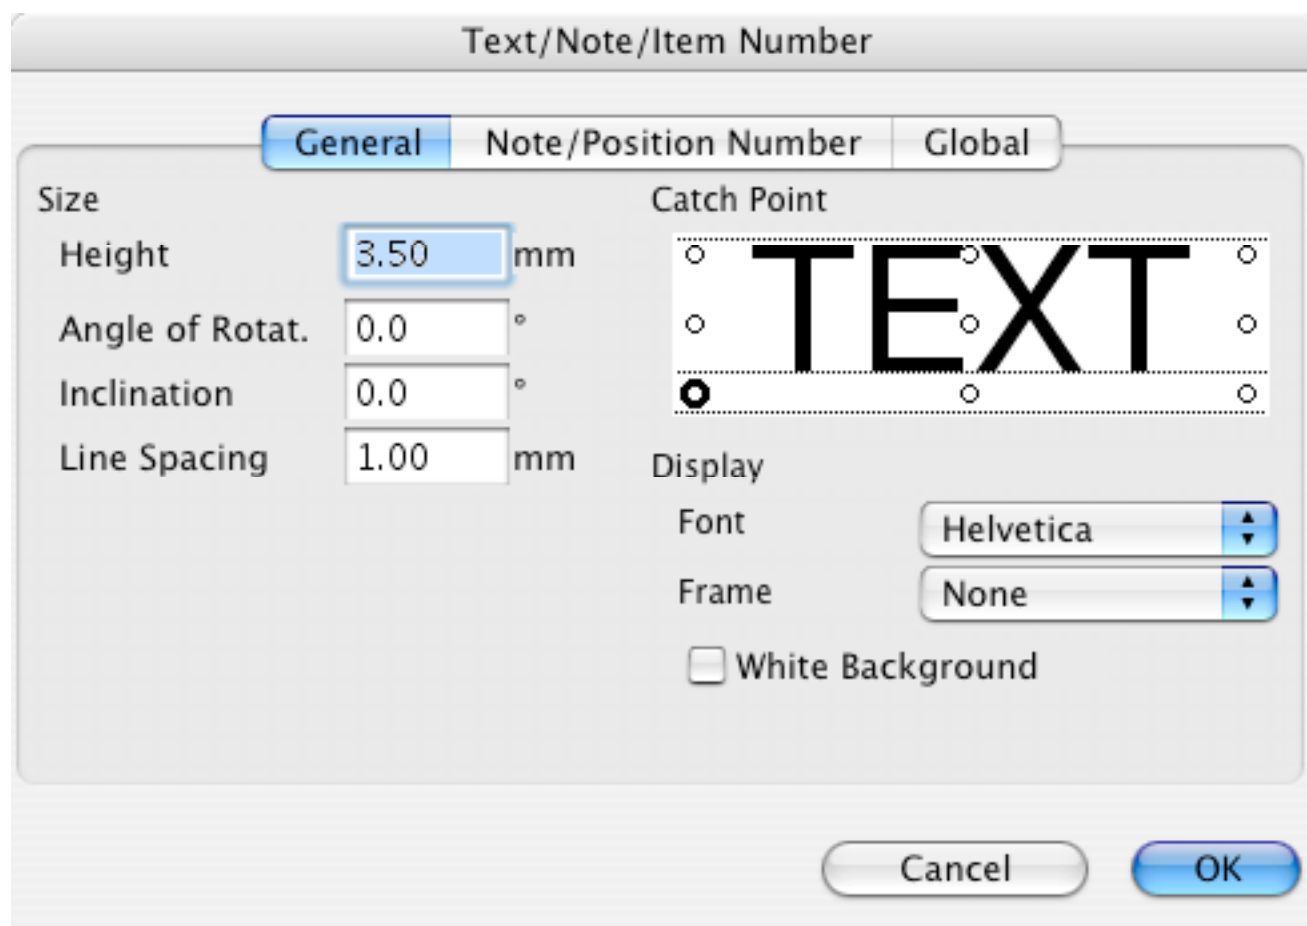 Text/Note/Item Number
General Note/Position Number Global
Size
Height 3.50 mm
Angle of Rotat. 0.0 °
Inclination 0.0 °
Line Spacing 1.00 mm
Catch Point
TEXT
Display
Font Helvetica
Frame None
White Background
Cancel OK